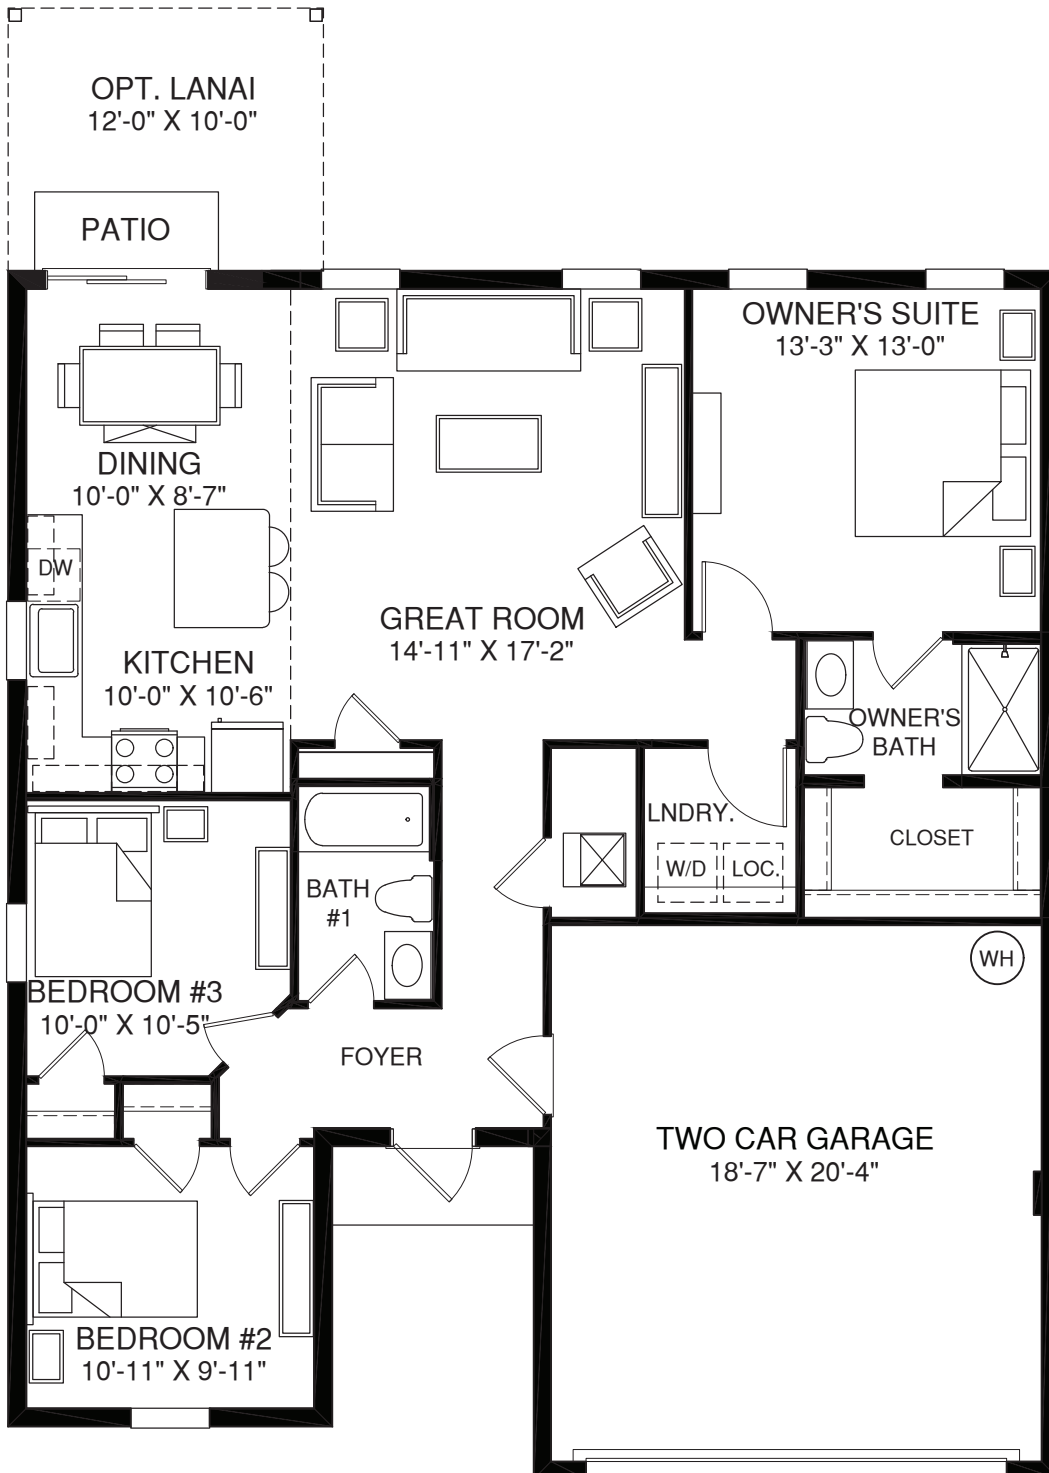 OPT. LANAI
12'-0" X 10'-0"
PATIO
OWNER'S SUITE
13'-3" X 13'-0"
DINING
10'-0" X 8'-7"
DW
GREAT ROOM
14'-11" X 17'-2"
KITCHEN
10'-0" X 10'-6"
OWNER'S
BATH
LNDRY.
W/D
LOC.
CLOSET
BATH
#1
WH
BEDROOM #3
10'-0" X 10'-5"
FOYER
TWO CAR GARAGE
18'-7" X 20'-4"
BEDROOM #2
10'-11" X 9'-11"